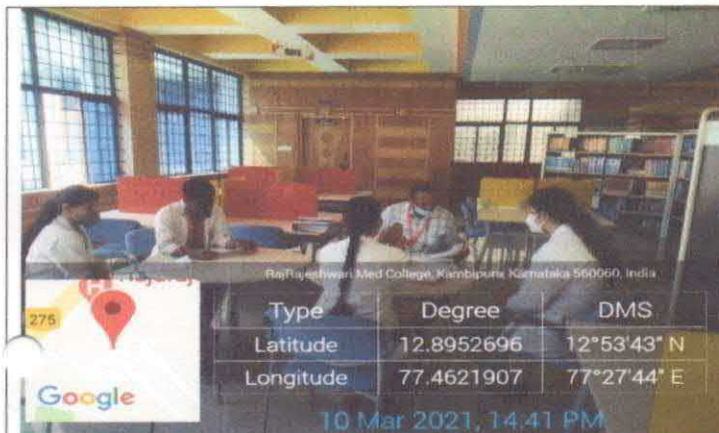 RajRajeshwari Med College, Kambipura, Karnataka 560060, India
275
Google
Type Degree DMS
Latitude 12.8952696 12°53'43" N
Longitude 77.4621907 77°27'44" E
10 Mar 2021, 14.41 PM